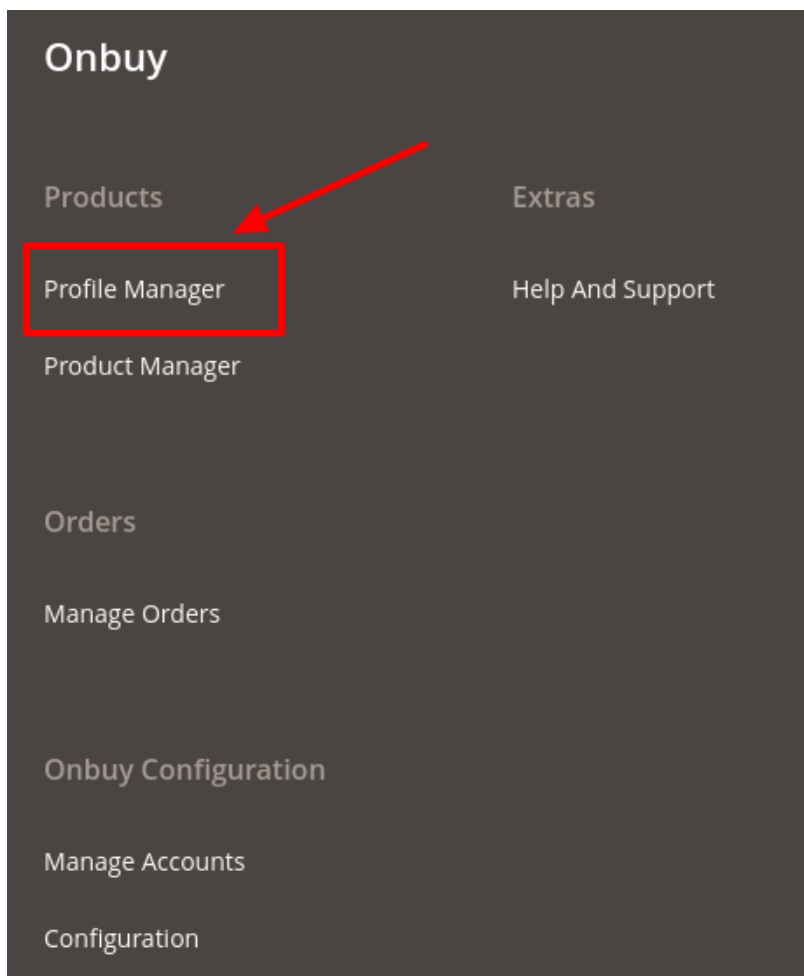 Onbuy
Products
Profile Manager
Product Manager
Orders
Manage Orders
Onbuy Configuration
Manage Accounts
Configuration
Extras
Help And Support